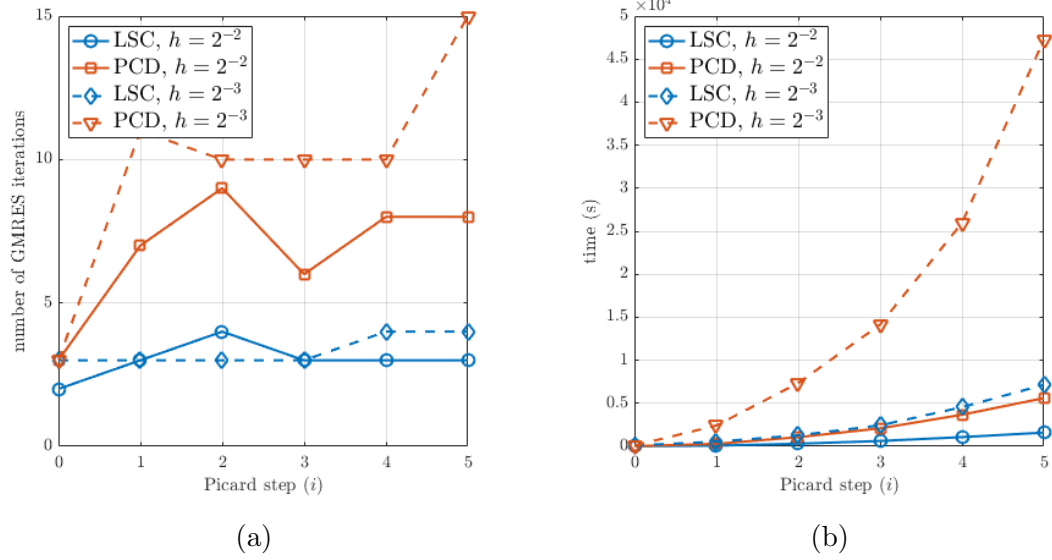 15
10
5
0
number of GMRES iterations
LSC, h = 2⁻²
PCD, h = 2⁻²
LSC, h = 2⁻³
PCD, h = 2⁻³
0 1 2 3 4 5
Picard step (i)
(a)
×10⁴
5
4.5
4
3.5
3
2.5
2
1.5
1
0.5
0
time (s)
LSC, h = 2⁻²
PCD, h = 2⁻²
LSC, h = 2⁻³
PCD, h = 2⁻³
0 1 2 3 4 5
Picard step (i)
(b)